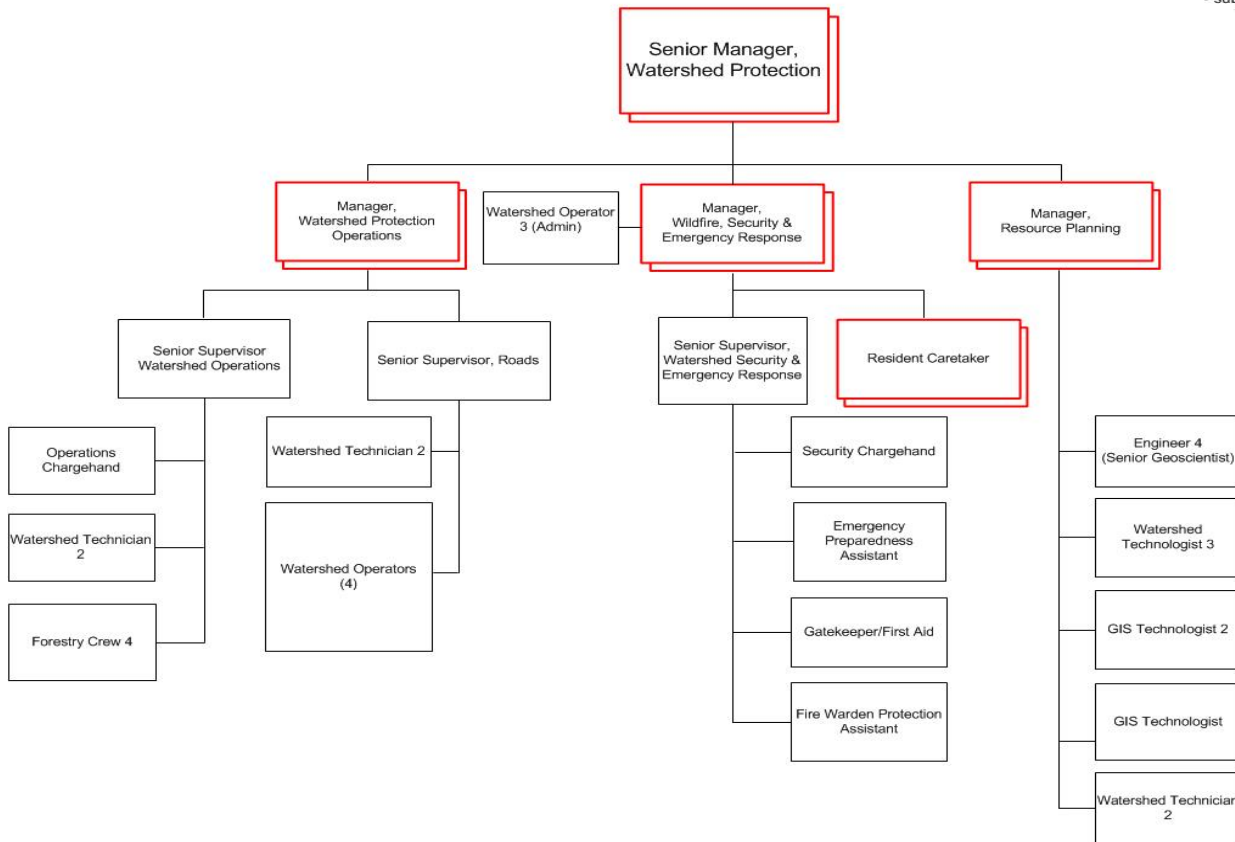 Senior Manager,
Watershed Protection
Manager,
Watershed Protection
Operations
Watershed Operator
3 (Admin)
Manager,
Wildfire, Security &
Emergency Response
Manager,
Resource Planning
Senior Supervisor
Watershed Operations
Senior Supervisor, Roads
Senior Supervisor,
Watershed Security &
Emergency Response
Resident Caretaker
Operations
Chargehand
Watershed Technician
2
Forestry Crew 4
Watershed Technician 2
Watershed Operators
(4)
Security Chargehand
Emergency
Preparedness
Assistant
Gatekeeper/First Aid
Fire Warden Protection
Assistant
Engineer 4
(Senior Geoscientist)
Watershed
Technologist 3
GIS Technologist 2
GIS Technologist
Watershed Technician
2